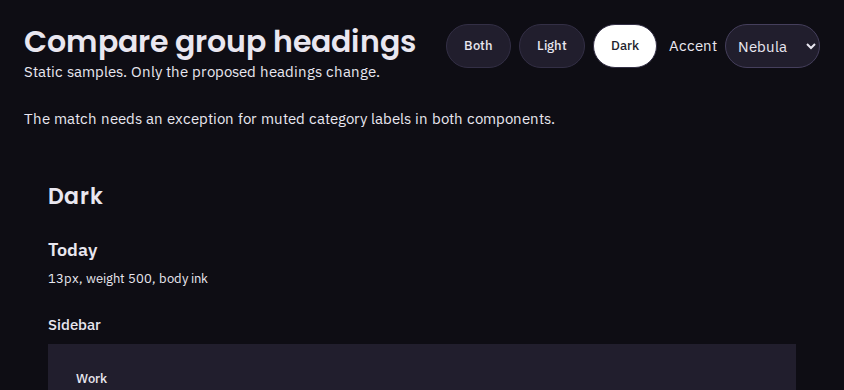 Compare group headings
Both
Light
Dark
Accent
Nebula
Static samples. Only the proposed headings change.
The match needs an exception for muted category labels in both components.
Dark
Today
13px, weight 500, body ink
Sidebar
Work